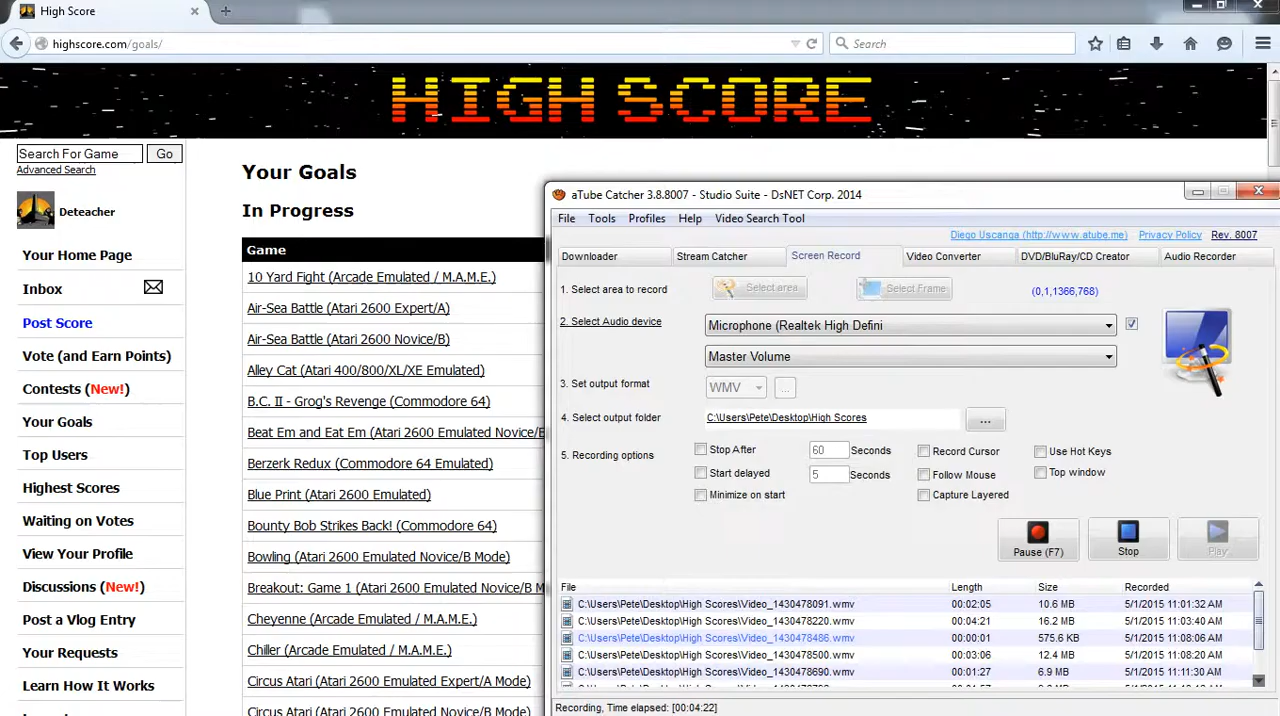 High Score
highscore.com/goals/
Search
HIGH SCORE
Search For Game
Go
Advanced Search
Deteacher
Your Home Page
Inbox
Post Score
Vote (and Earn Points)
Contests (New!)
Your Goals
Top Users
Highest Scores
Waiting on Votes
View Your Profile
Discussions (New!)
Post a Vlog Entry
Your Requests
Learn How It Works
Your Goals
In Progress
Game
10 Yard Fight (Arcade Emulated / M.A.M.E.)
Air-Sea Battle (Atari 2600 Expert/A)
Air-Sea Battle (Atari 2600 Novice/B)
Alley Cat (Atari 400/800/XL/XE Emulated)
B.C. II - Grog's Revenge (Commodore 64)
Beat Em and Eat Em (Atari 2600 Emulated Novice/B
Berzerk Redux (Commodore 64 Emulated)
Blue Print (Atari 2600 Emulated)
Bounty Bob Strikes Back! (Commodore 64)
Bowling (Atari 2600 Emulated Novice/B Mode)
Breakout: Game 1 (Atari 2600 Emulated Novice/B M
Cheyenne (Arcade Emulated / M.A.M.E.)
Chiller (Arcade Emulated / M.A.M.E.)
Circus Atari (Atari 2600 Emulated Expert/A Mode)
Circus Atari (Atari 2600 Emulated Novice/B Mode)
aTube Catcher 3.8.8007 - Studio Suite - DsNET Corp. 2014
File Tools Profiles Help Video Search Tool
Diego Uscanga (http://www.atube.me) Privacy Policy Rev. 8007
Downloader Stream Catcher Screen Record Video Converter DVD/BluRay/CD Creator Audio Recorder
1. Select area to record Select area Select Frame (0,1,1366,768)
2. Select Audio device Microphone (Realtek High Defini
Master Volume
3. Set output format WMV ...
4. Select output folder C:\Users\Pete\Desktop\High Scores ...
5. Recording options
Stop After 60 Seconds Record Cursor Use Hot Keys
Start delayed 5 Seconds Follow Mouse Top window
Minimize on start Capture Layered
Pause (F7) Stop Play
File Length Size Recorded
C:\Users\Pete\Desktop\High Scores\Video_1430478091.wmv 00:02:05 10.6 MB 5/1/2015 11:01:32 AM
C:\Users\Pete\Desktop\High Scores\Video_1430478220.wmv 00:04:21 16.2 MB 5/1/2015 11:03:40 AM
C:\Users\Pete\Desktop\High Scores\Video_1430478486.wmv 00:00:01 575.6 KB 5/1/2015 11:08:06 AM
C:\Users\Pete\Desktop\High Scores\Video_1430478500.wmv 00:03:06 12.4 MB 5/1/2015 11:08:20 AM
C:\Users\Pete\Desktop\High Scores\Video_1430478690.wmv 00:01:27 6.9 MB 5/1/2015 11:11:30 AM
Recording, Time elapsed: [00:04:22]